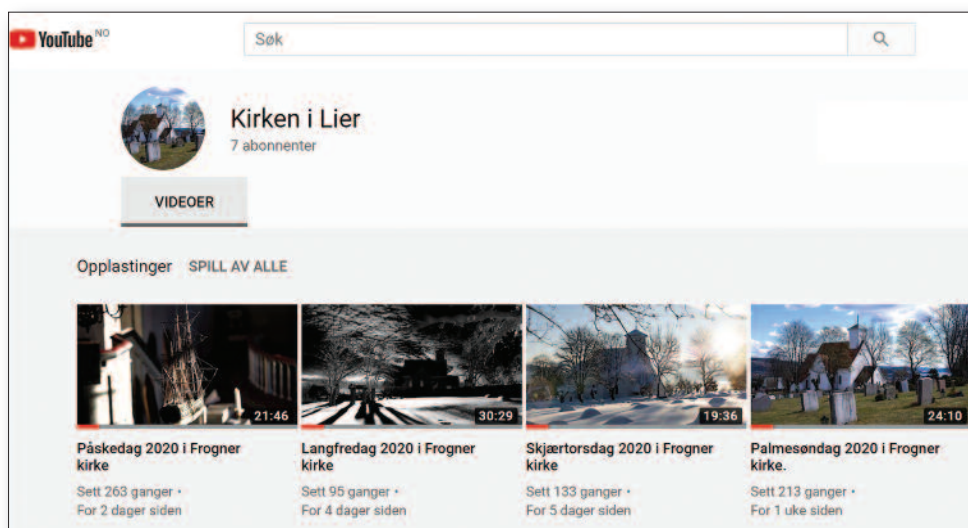 YouTube NO
Søk
Kirken i Lier
7 abonnenter
VIDEOER
Opplastinger SPILL AV ALLE
21:46
30:29
19:36
24:10
Påskedag 2020 i Frogner
kirke
Sett 263 ganger •
For 2 dager siden
Langfredag 2020 i Frogner
kirke
Sett 95 ganger •
For 4 dager siden
Skjærtorsdag 2020 i Frogner
kirke
Sett 133 ganger •
For 5 dager siden
Palmesøndag 2020 i Frogner
kirke.
Sett 213 ganger •
For 1 uke siden